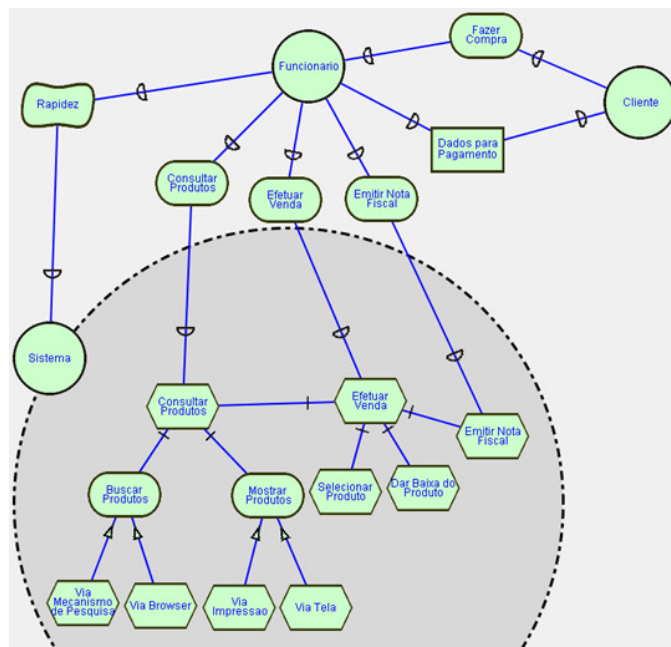 Fazer
Compra
Funcionario
Rapidez
Cliente
Dados para
Pagamento
Consultar
Produtos
Efetuar
Venda
Emitir Nota
Fiscal
Sistema
Consultar
Produtos
Efetuar
Venda
Emitir Nota
Fiscal
Buscar
Produtos
Mostrar
Produtos
Selecionar
Produto
Dar Baixa do
Produto
Via
Mecanismo
de Pesquisa
Via Browser
Via
Impressao
Via Tela